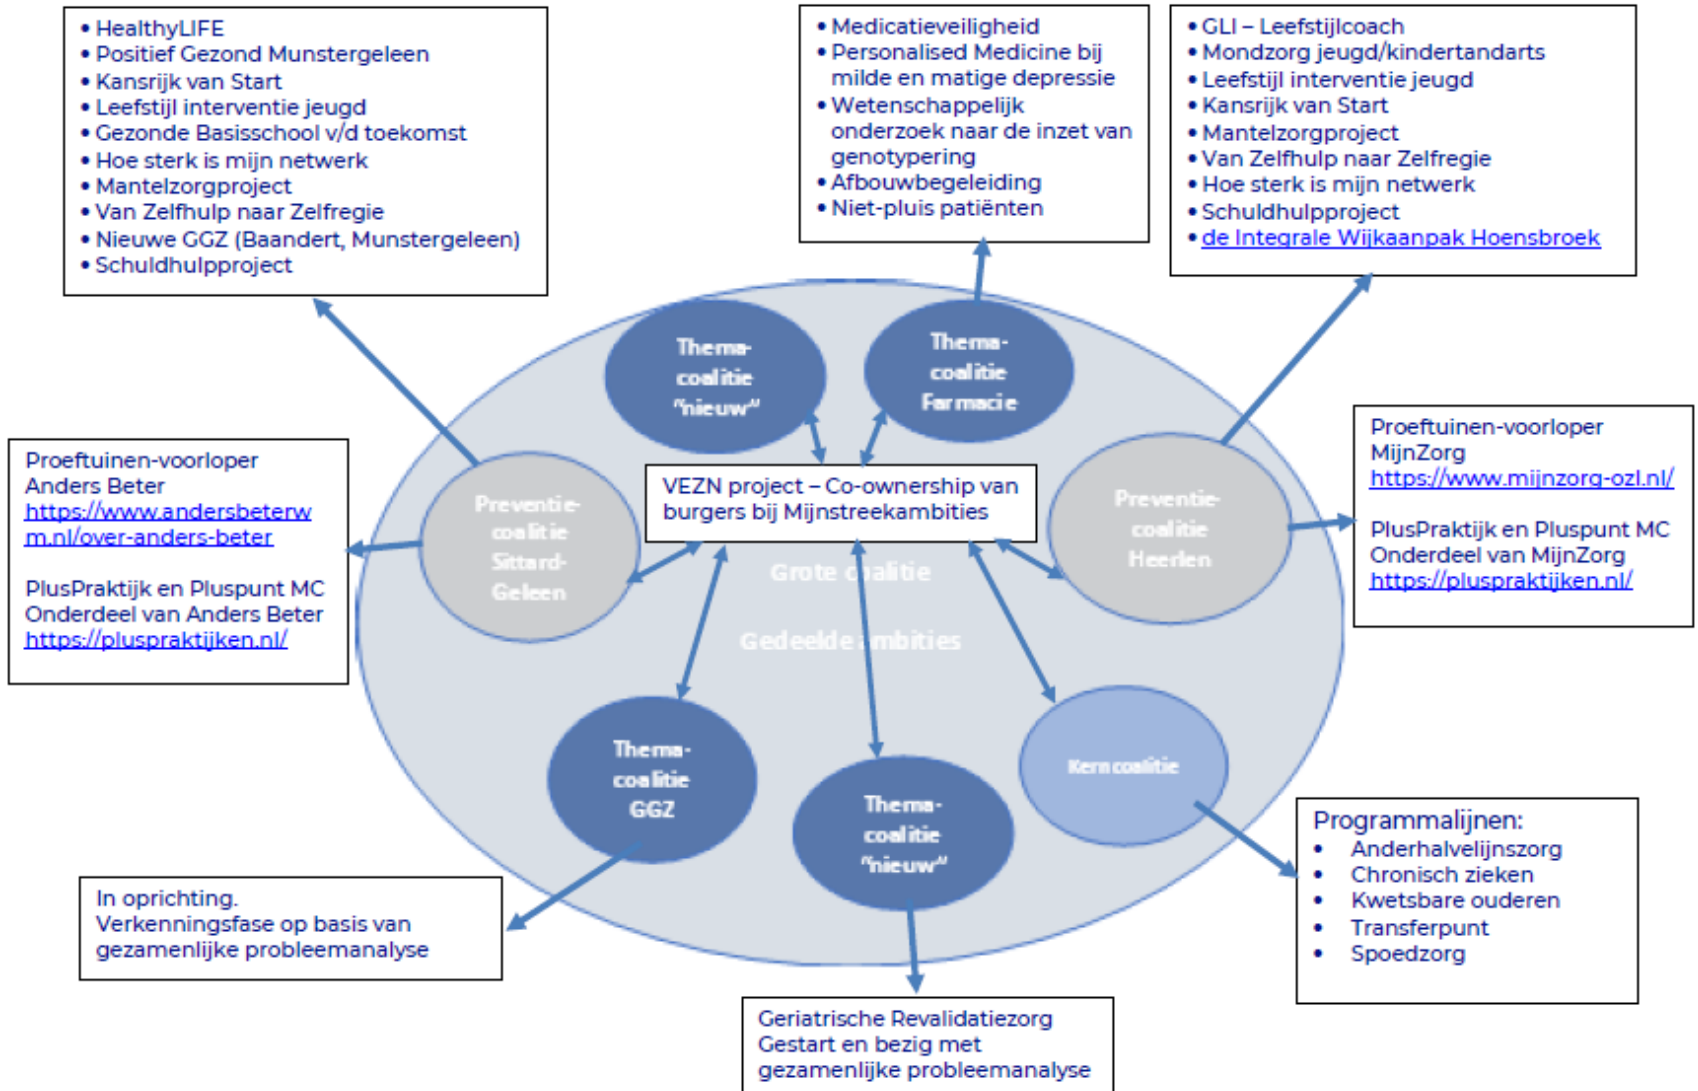 • HealthyLIFE
• Positief Gezond Munstergeleen
• Kansrijk van Start
• Leefstijl interventie jeugd
• Gezonde Basisschool v/d toekomst
• Hoe sterk is mijn netwerk
• Mantelzorgproject
• Van Zelfhulp naar Zelfregie
• Nieuwe GGZ (Baandert, Munstergeleen)
• Schuldhulpproject
• Medicatieveiligheid
• Personalised Medicine bij
milde en matige depressie
• Wetenschappelijk
onderzoek naar de inzet van
genotypering
• Afbouwbegeleiding
• Niet-pluis patiënten
• GLI – Leefstijlcoach
• Mondzorg jeugd/kindertandarts
• Leefstijl interventie jeugd
• Kansrijk van Start
• Mantelzorgproject
• Van Zelfhulp naar Zelfregie
• Hoe sterk is mijn netwerk
• Schuldhulpproject
• de Integrale Wijkaanpak Hoensbroek
Thema-
coalitie
"nieuw"
Thema-
coalitie
Farmacie
Proeftuinen-voorloper
Anders Beter
https://www.andersbeterw
m.nl/over-anders-beter
PlusPraktijk en Pluspunt MC
Onderdeel van Anders Beter
https://pluspraktijken.nl/
Preventie-
coalitie
Sittard-
Geleen
VEZN project – Co-ownership van
burgers bij Mijnstreekambities
Grote coalitie
Gedeelde ambities
Preventie-
coalitie
Heerlen
Proeftuinen-voorloper
MijnZorg
https://www.mijnzorg-ozl.nl/
PlusPraktijk en Pluspunt MC
Onderdeel van MijnZorg
https://pluspraktijken.nl/
Thema-
coalitie
GGZ
Thema-
coalitie
"nieuw"
Kerncoalitie
In oprichting.
Verkenningsfase op basis van
gezamenlijke probleemanalyse
Geriatrische Revalidatiezorg
Gestart en bezig met
gezamenlijke probleemanalyse
Programmalijnen:
• Anderhalvelijnszorg
• Chronisch zieken
• Kwetsbare ouderen
• Transferpunt
• Spoedzorg